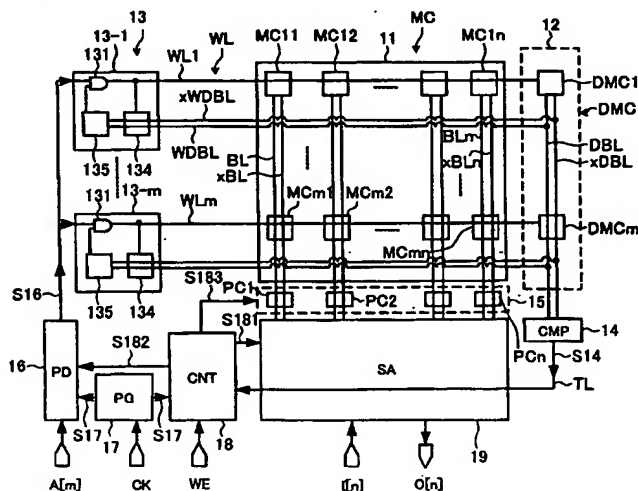 13
13-1
131
WL1
WL
MC11
MC12
11
MC
MC1n
12
DMC1
DMC
xWDBL
WDBL
BL
xBL
BLn
xBLn
DBL
xDBL
135
134
13-m
131
WLm
MCm1
MCm2
MCmn
DMCm
135
134
S16
S183
PC1
PC2
15
S181
PCn
CMP
14
S182
S14
16
PD
CNT
SA
TL
PG
S17
S17
17
18
19
A[m]
CK
WE
I[n]
O[n]